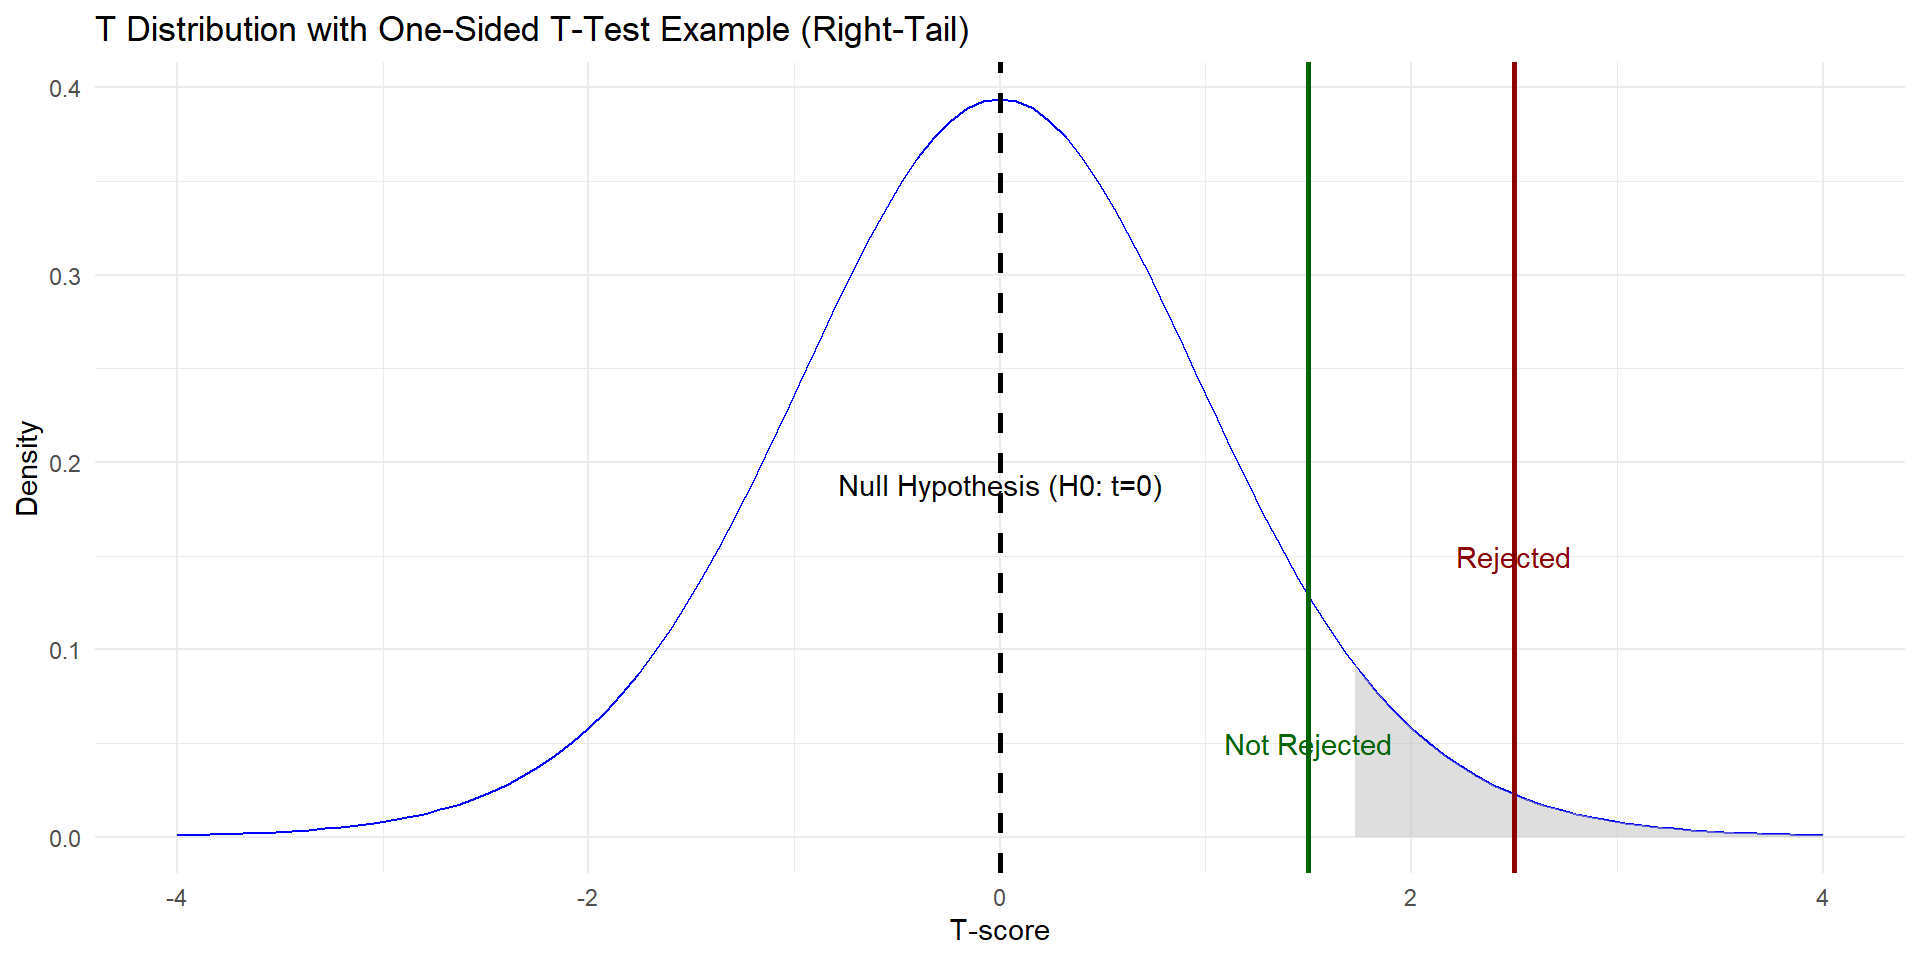 T Distribution with One-Sided T-Test Example (Right-Tail)
0.4
0.3
0.2
0.1
0.0
Density
Null Hypothesis (H0: t=0)
Rejected
Not Rejected
-4
-2
0
2
4
T-score